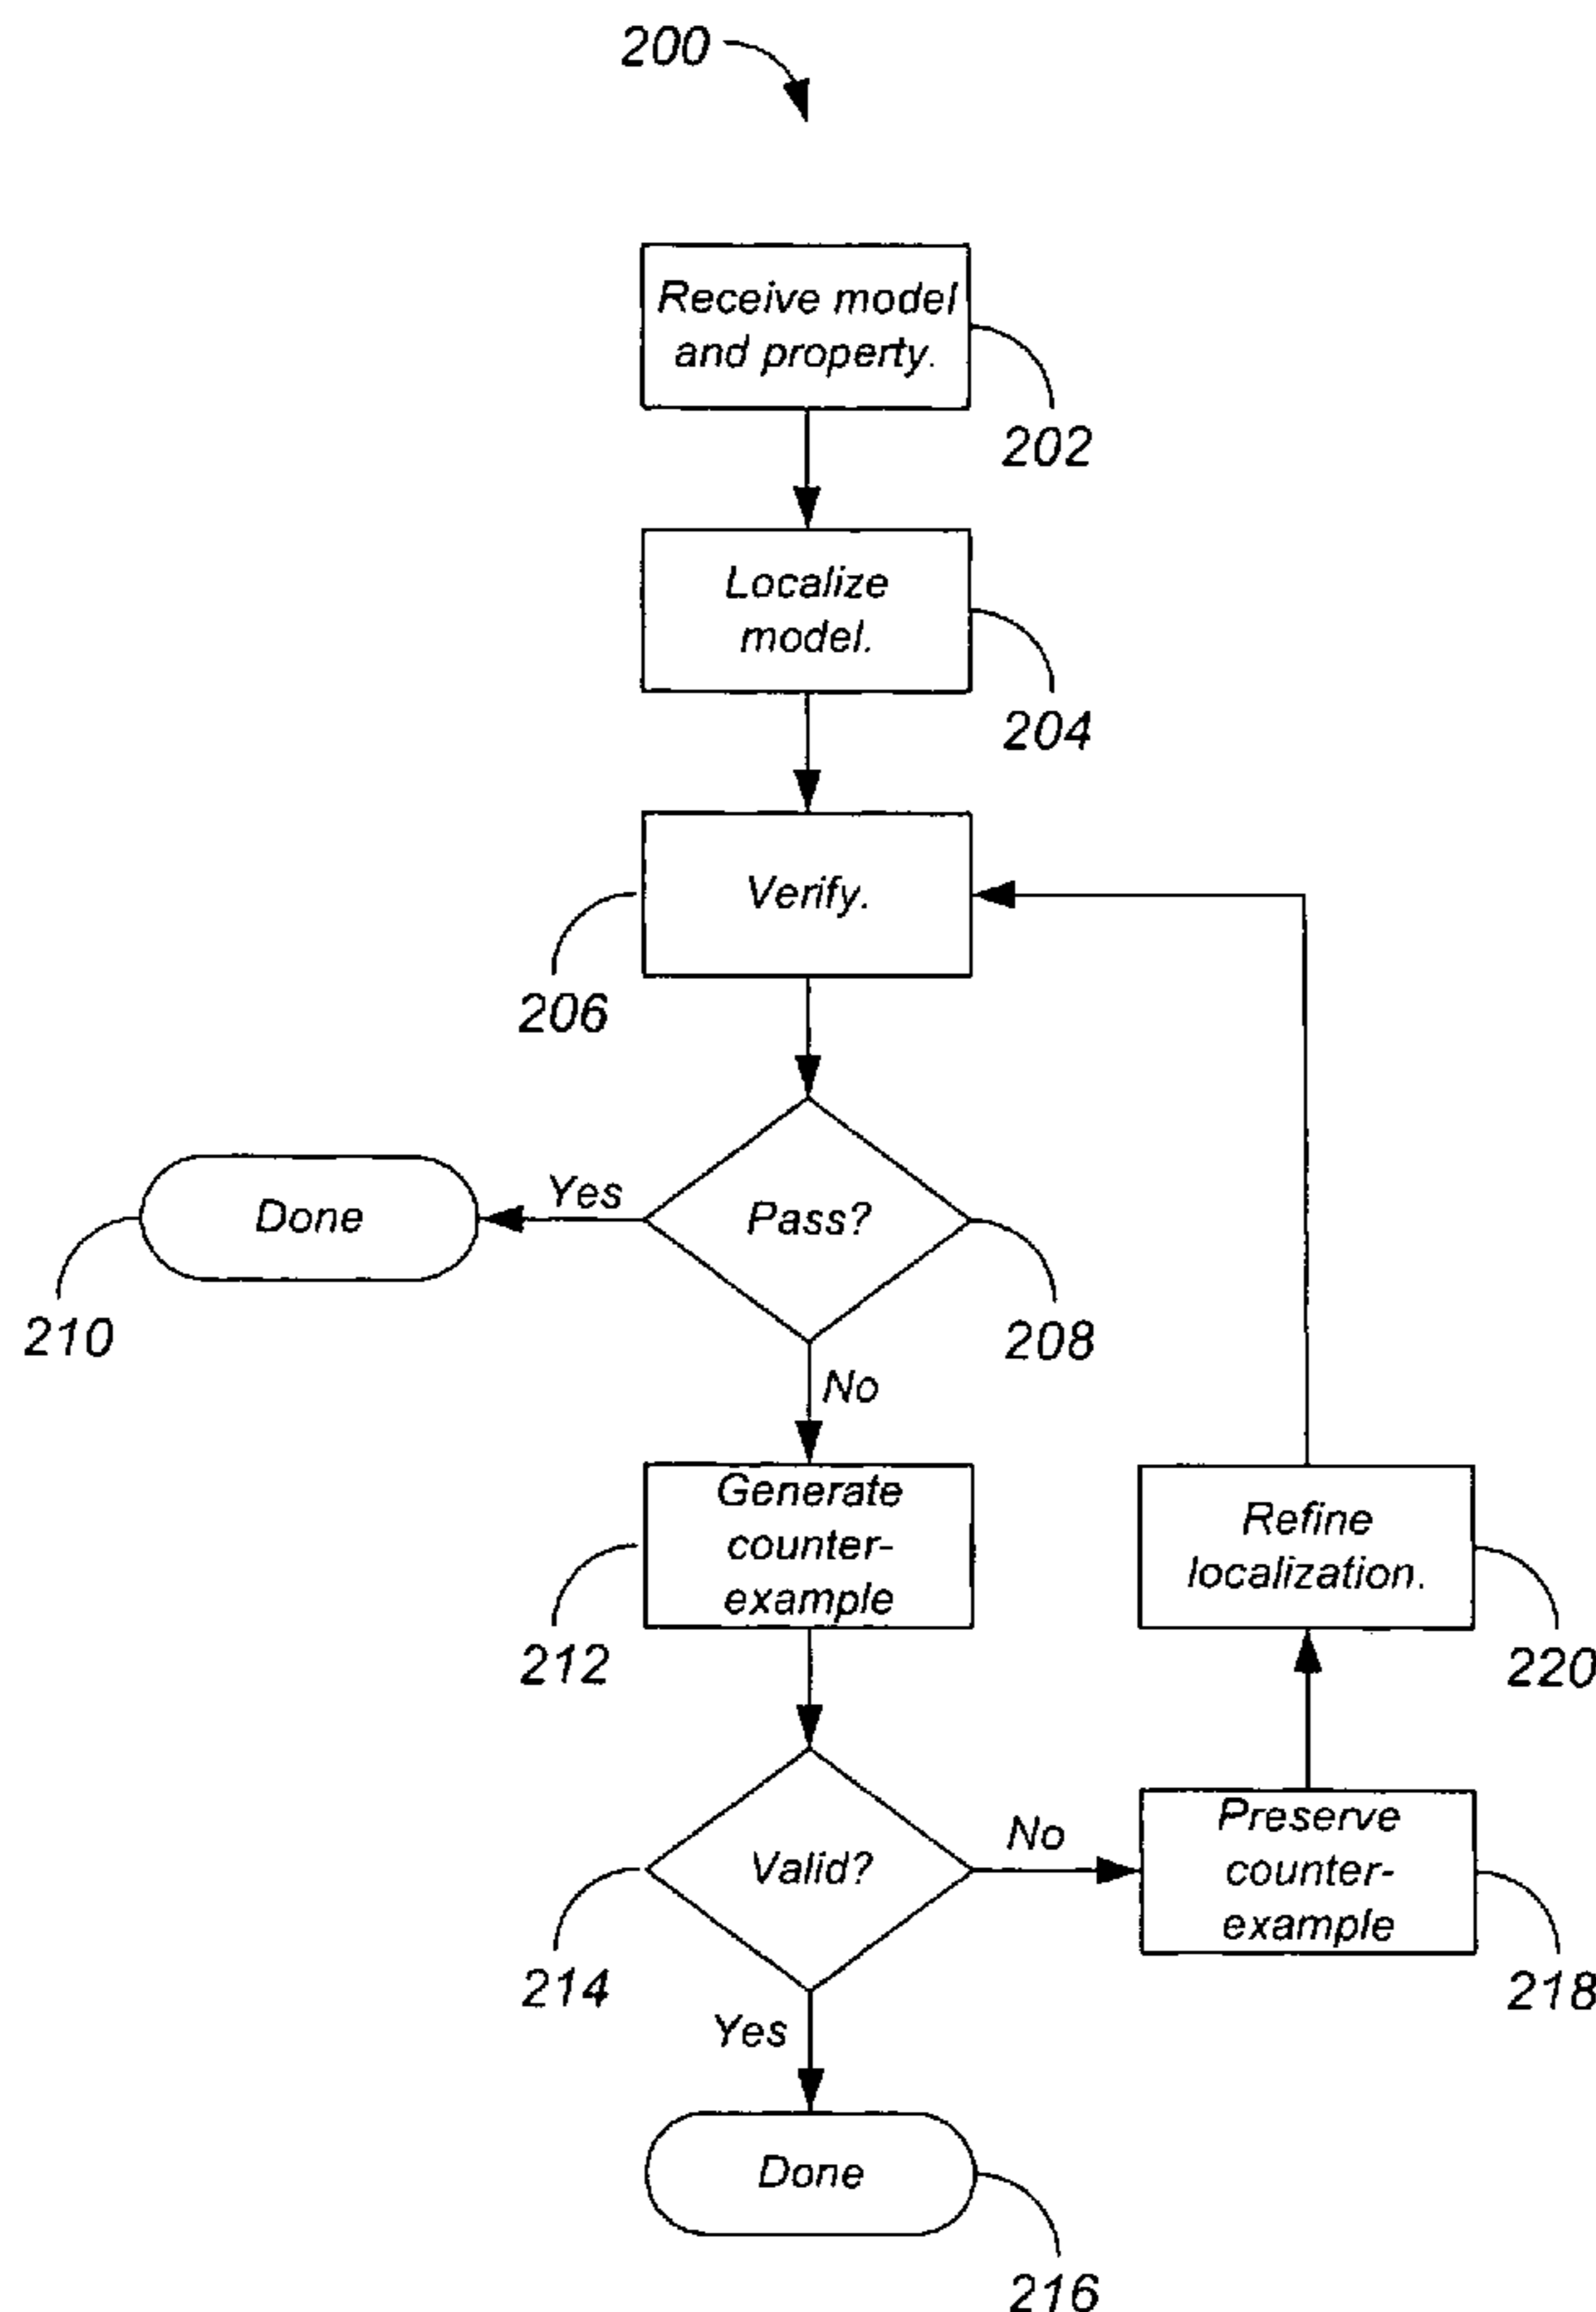 200
Receive model
and property.
202
Localize
model.
204
Verify.
206
Yes
Done
Pass?
210
208
No
Generate
counter-
example
212
Refine
localization.
220
Valid?
No
Preserve
counter-
example
214
218
Yes
Done
216